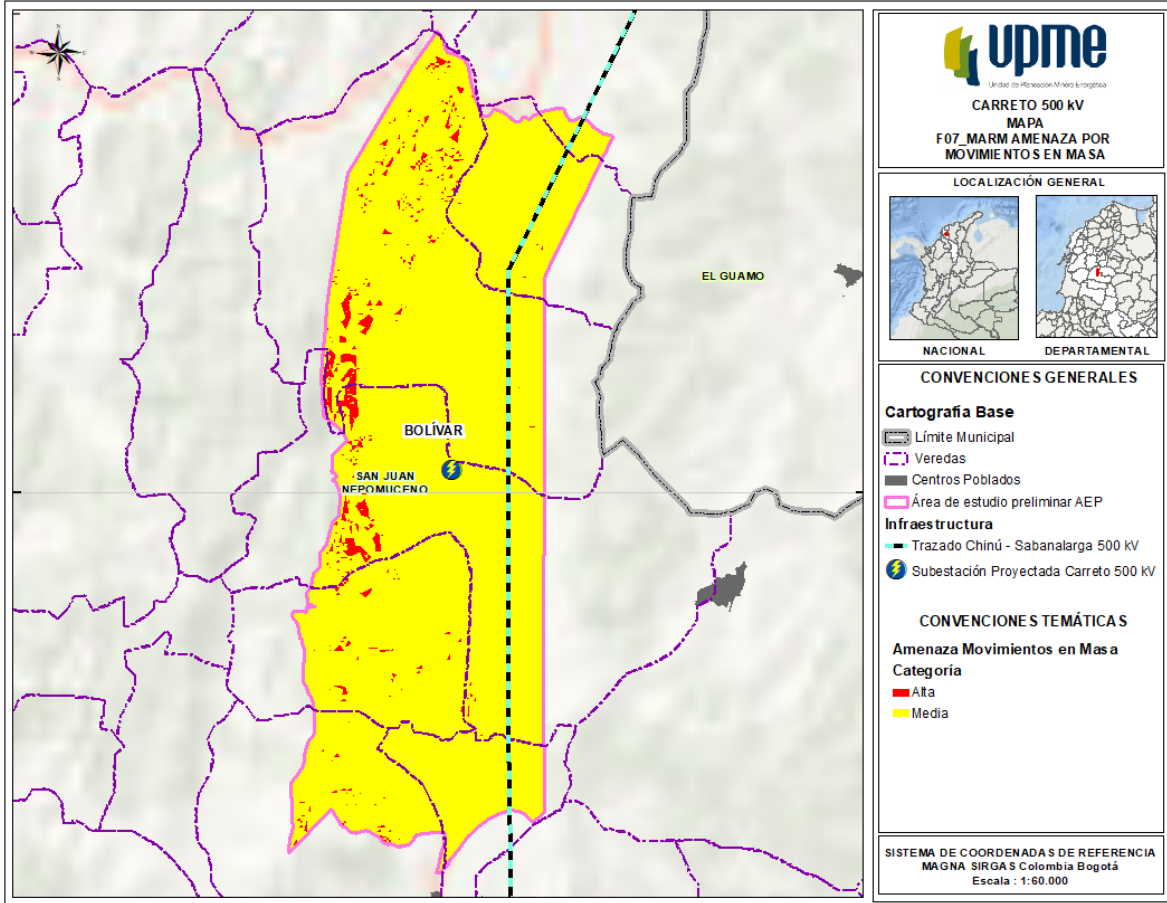 N
W
S
EL GUAMO
BOLÍVAR
SAN JUAN
NEPOMUCENO
upme
Unidad de Planeación Minero Energética
CARRETO 500 kV
MAPA
F07_MARM AMENAZA POR
MOVIMIENTOS EN MASA
LOCALIZACIÓN GENERAL
NACIONAL
DEPARTAMENTAL
CONVENCIONES GENERALES
Cartografía Base
Límite Municipal
Veredas
Centros Poblados
Área de estudio preliminar AEP
Infraestructura
Trazado Chinú - Sabanalarga 500 kV
Subestación Proyectada Carreto 500 kV
CONVENCIONES TEMÁTICAS
Amenaza Movimientos en Masa
Categoría
Alta
Media
SISTEMA DE COORDENADAS DE REFERENCIA
MAGNA SIRGAS Colombia Bogotá
Escala : 1:60.000